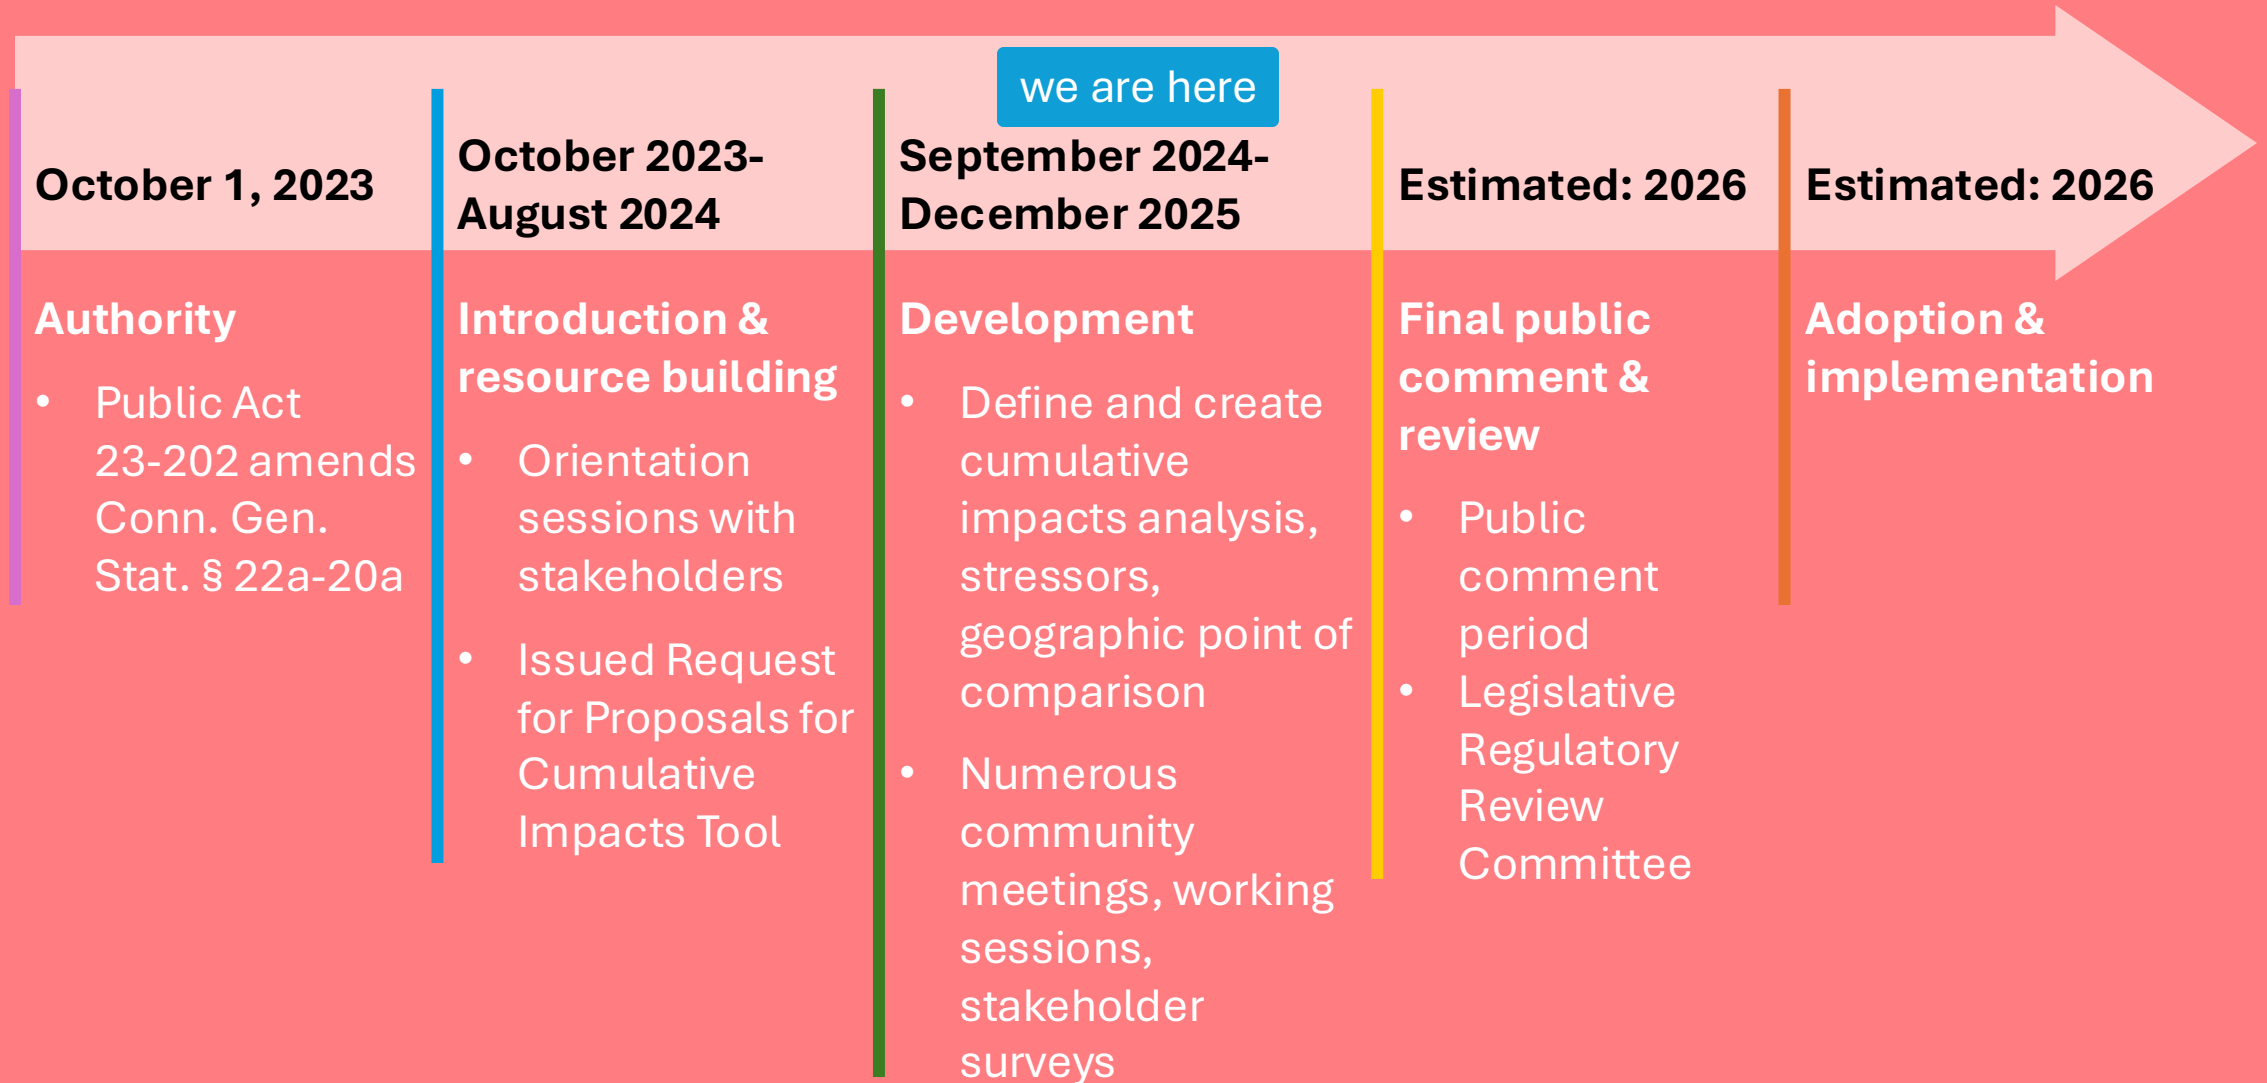 we are here
October 1, 2023
October 2023-
August 2024
September 2024-
December 2025
Estimated: 2026
Estimated: 2026
Authority
• Public Act
23-202 amends
Conn. Gen.
Stat. § 22a-20a
Introduction &
resource building
• Orientation
sessions with
stakeholders
• Issued Request
for Proposals for
Cumulative
Impacts Tool
Development
• Define and create
cumulative
impacts analysis,
stressors,
geographic point of
comparison
• Numerous
community
meetings, working
sessions,
stakeholder
surveys
Final public
comment &
review
• Public
comment
period
• Legislative
Regulatory
Review
Committee
Adoption &
implementation